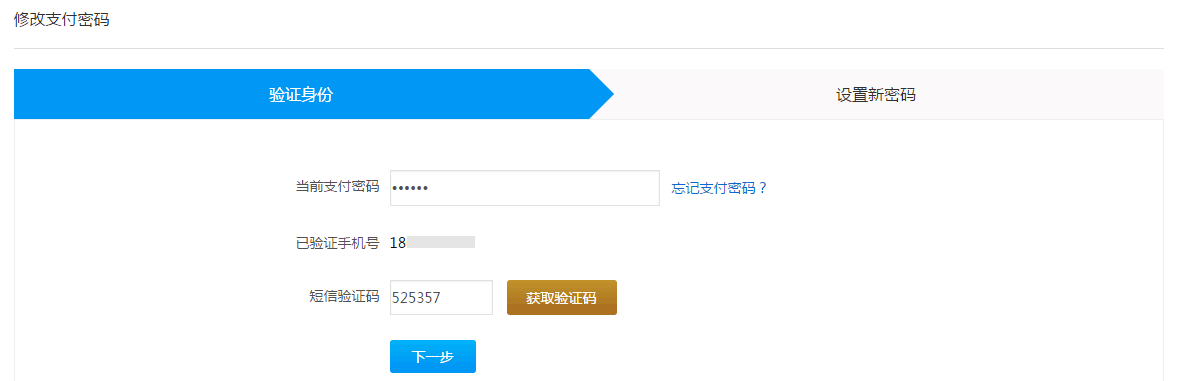 修改支付密码
验证身份 设置新密码
当前支付密码 •••••• 忘记支付密码？
已验证手机号 18
短信验证码 525357 获取验证码
下一步